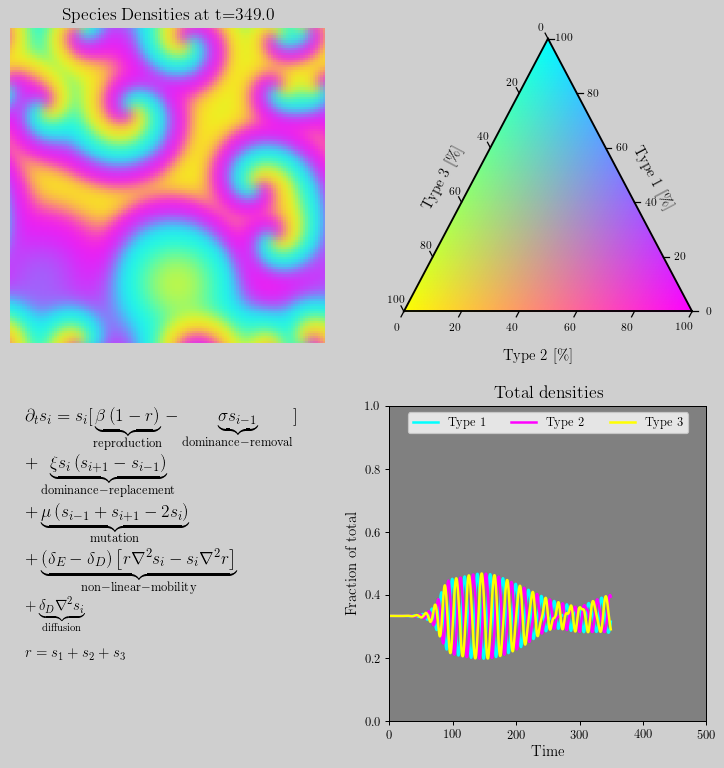 Species Densities at t=349.0
0
100
20
80
40
60
60
40
80
20
100
0
0 20 40 60 80 100
Type 3 [%]
Type 1 [%]
Type 2 [%]
∂ₜsᵢ = sᵢ[β (1 − r) − σsᵢ₋₁ ]
reproduction dominance−removal
+ ξsᵢ (sᵢ₊₁ − sᵢ₋₁)
dominance−replacement
+ μ (sᵢ₋₁ + sᵢ₊₁ − 2sᵢ)
mutation
+ (δ_E − δ_D) [r∇²sᵢ − sᵢ∇²r]
non−linear−mobility
+ δ_D∇²sᵢ
diffusion
r = s₁ + s₂ + s₃
Total densities
Type 1 Type 2 Type 3
1.0
0.8
0.6
0.4
0.2
0.0
Fraction of total
0 100 200 300 400 500
Time